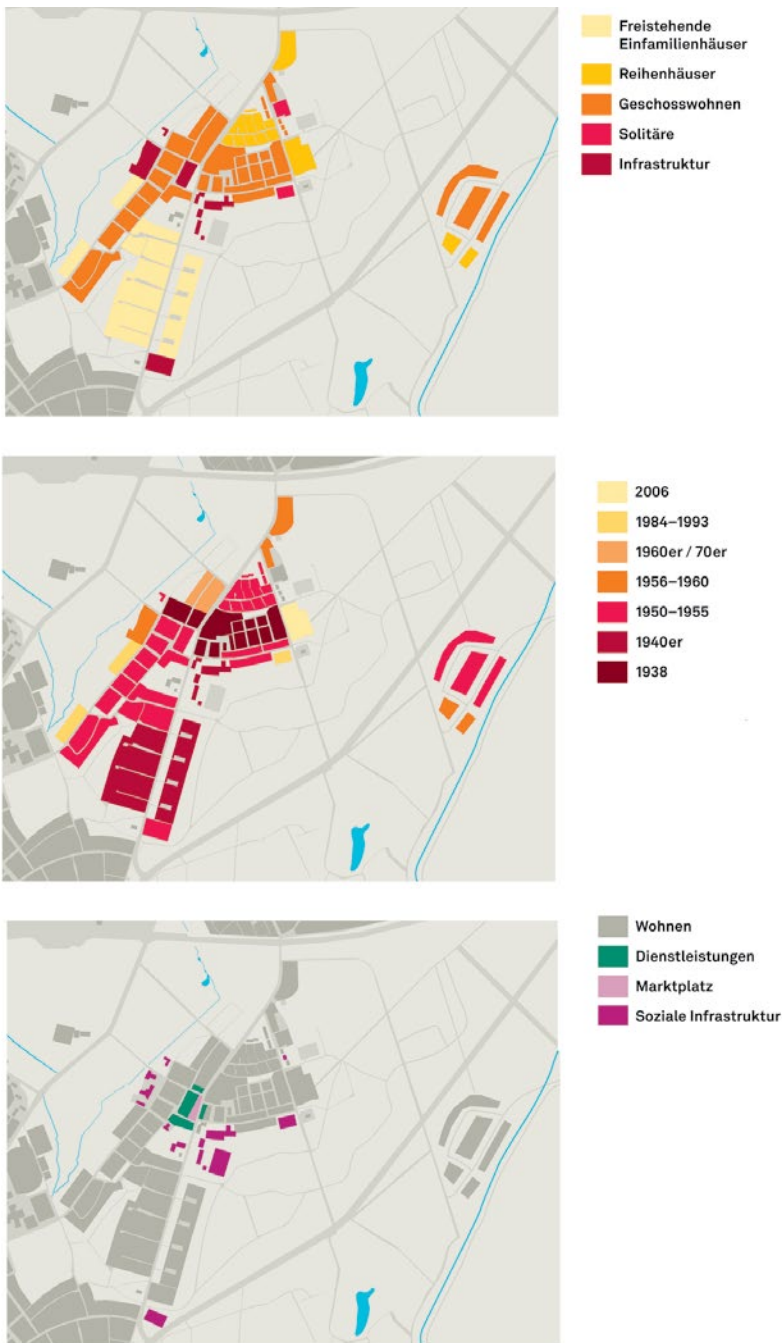 Freistehende
Einfamilienhäuser
Reihenhäuser
Geschosswohnen
Solitäre
Infrastruktur
2006
1984–1993
1960er / 70er
1956–1960
1950–1955
1940er
1938
Wohnen
Dienstleistungen
Marktplatz
Soziale Infrastruktur